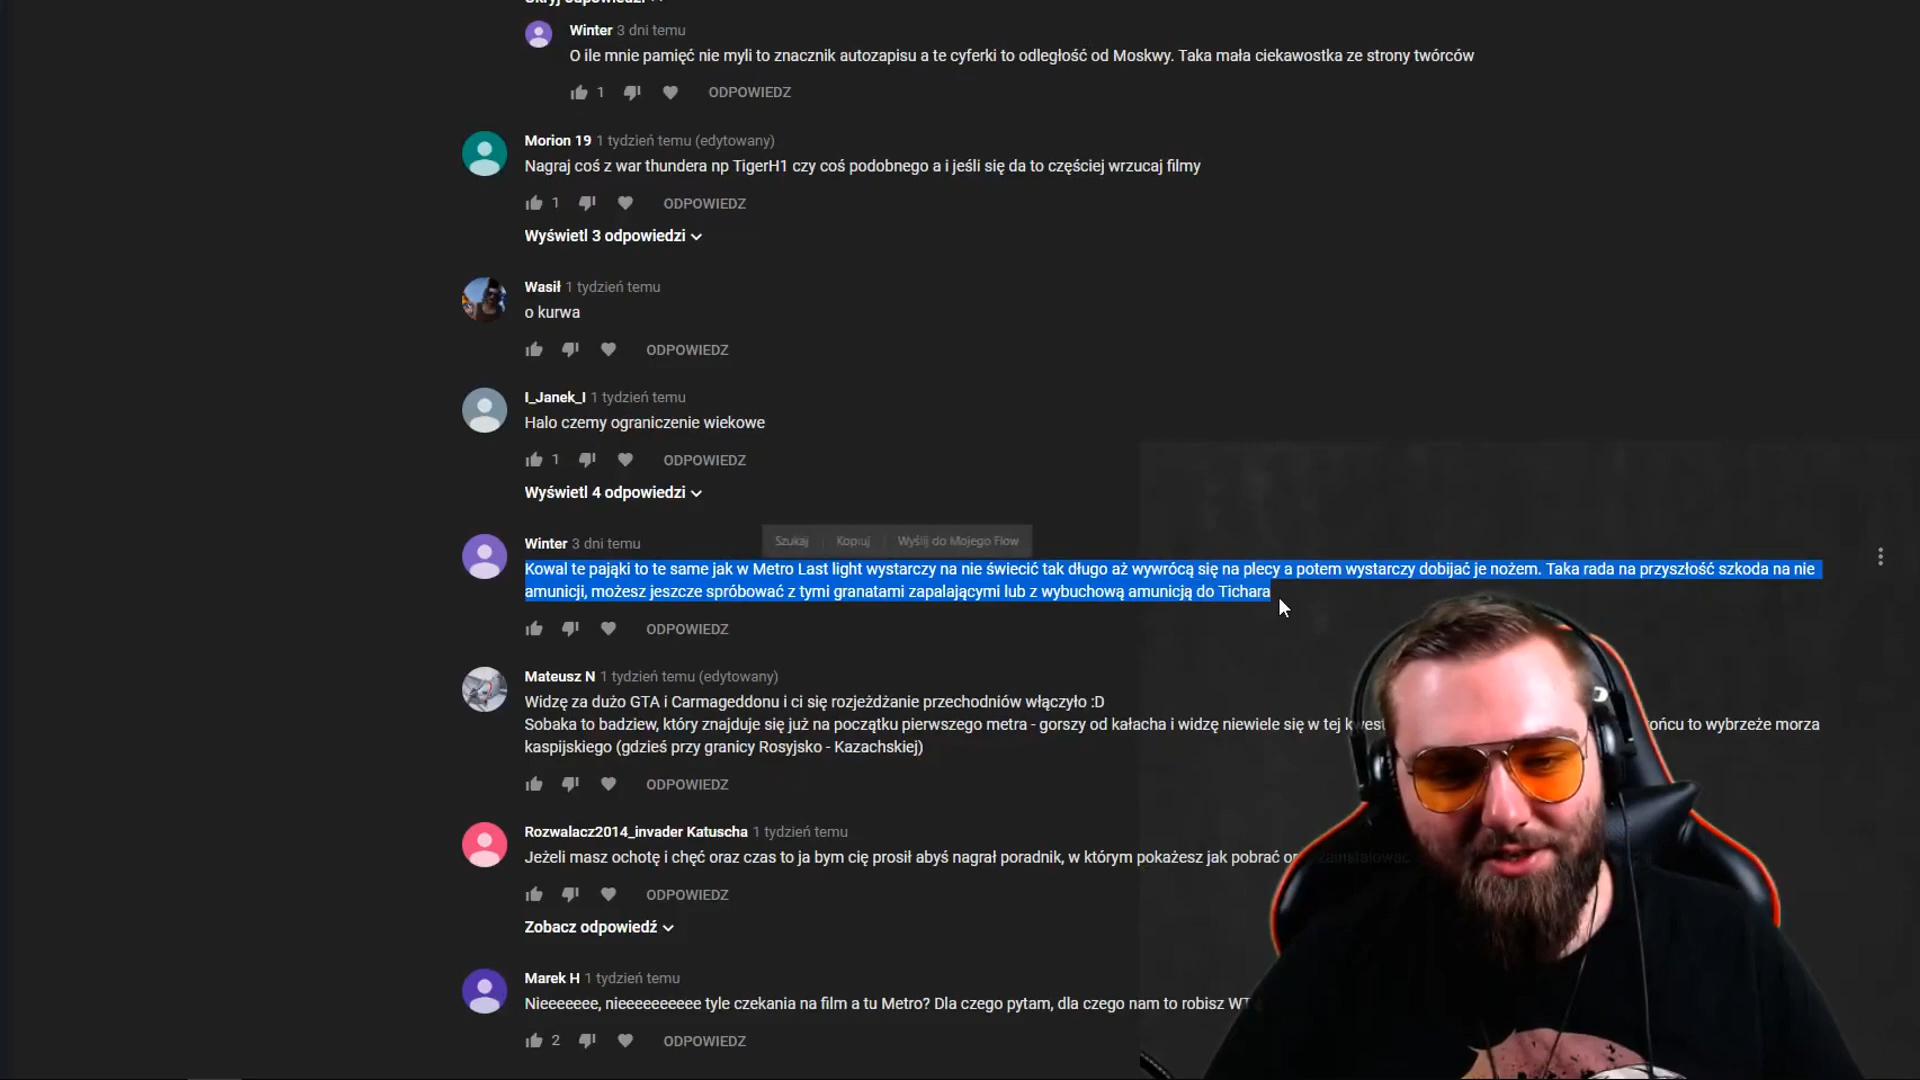 Winter 3 dni temu
O ile mnie pamięć nie myli to znacznik autozapisu a te cyferki to odległość od Moskwy. Taka mała ciekawostka ze strony twórców
1 ODPOWIEDZ
Morion 19 1 tydzień temu (edytowany)
Nagraj coś z war thundera np TigerH1 czy coś podobnego a i jeśli się da to częściej wrzucaj filmy
1 ODPOWIEDZ
Wyświetl 3 odpowiedzi
Wasił 1 tydzień temu
o kurwa
ODPOWIEDZ
I_Janek_I 1 tydzień temu
Halo czemy ograniczenie wiekowe
1 ODPOWIEDZ
Wyświetl 4 odpowiedzi
Winter 3 dni temu
Szukaj Kopiuj Wyślij do Mojego Flow
Kowal te pająki to te same jak w Metro Last light wystarczy na nie świecić tak długo aż wywrócą się na plecy a potem wystarczy dobijać je nożem. Taka rada na przyszłość szkoda na nie
amunicji, możesz jeszcze spróbować z tymi granatami zapalającymi lub z wybuchową amunicją do Tichara
ODPOWIEDZ
Mateusz N 1 tydzień temu (edytowany)
Widzę za dużo GTA i Carmageddonu i ci się rozjeżdżanie przechodniów włączyło :D
Sobaka to badziew, który znajduje się już na początku pierwszego metra - gorszy od kałacha i widzę niewiele się w tej to wybrzeże morza
kaspijskiego (gdzieś przy granicy Rosyjsko - Kazachskiej)
ODPOWIEDZ
Rozwalacz2014_invader Katuscha 1 tydzień temu
Jeżeli masz ochotę i chęć oraz czas to ja bym cię prosił abyś nagrał poradnik, w którym pokażesz jak pobrać zainstalować
ODPOWIEDZ
Zobacz odpowiedź
Marek H 1 tydzień temu
Nieeeeeee, nieeeeeeeeee tyle czekania na film a tu Metro? Dla czego pytam, dla czego nam to robisz WT
2 ODPOWIEDZ